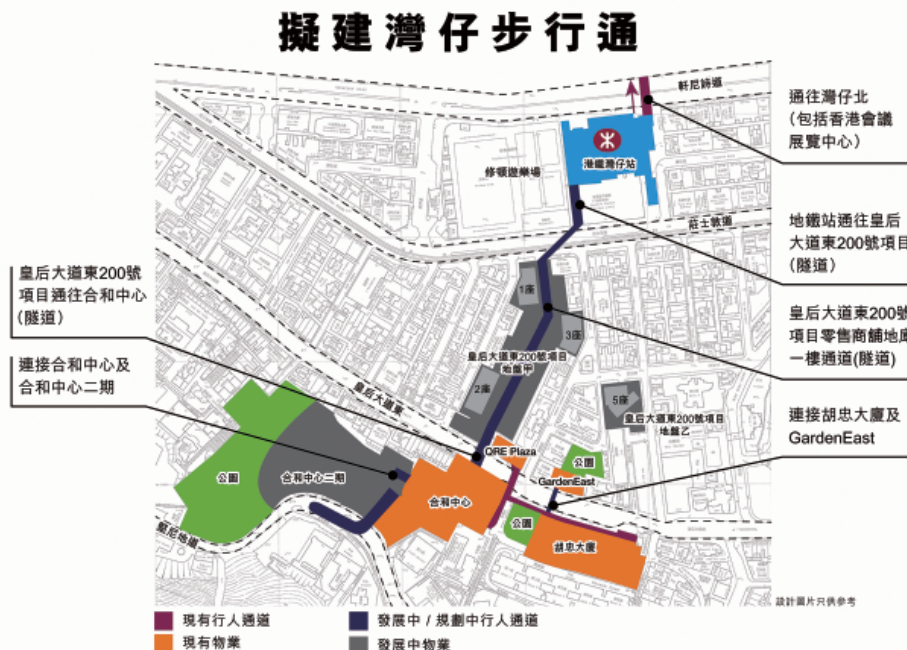 擬建灣仔步行通
軒尼詩道
通往灣仔北
(包括香港會議
展覽中心)
港鐵灣仔站
修頓遊樂場
莊士敦道
地鐵站通往皇后
大道東200號項目
(隧道)
皇后大道東200號
項目通往合和中心
(隧道)
1座
3座
皇后大道東200號
項目零售商舖地庫
一樓通道(隧道)
皇后大道東200號項目
地盤甲
連接合和中心及
合和中心二期
2座
5座
皇后大道東200號項目
地盤乙
皇后大道東
連接胡忠大廈及
GardenEast
QRE Plaza
公園
GardenEast
公園
合和中心二期
合和中心
公園
胡忠大廈
堅尼地道
設計圖片只供參考
現有行人通道
發展中 / 規劃中行人通道
現有物業
發展中物業